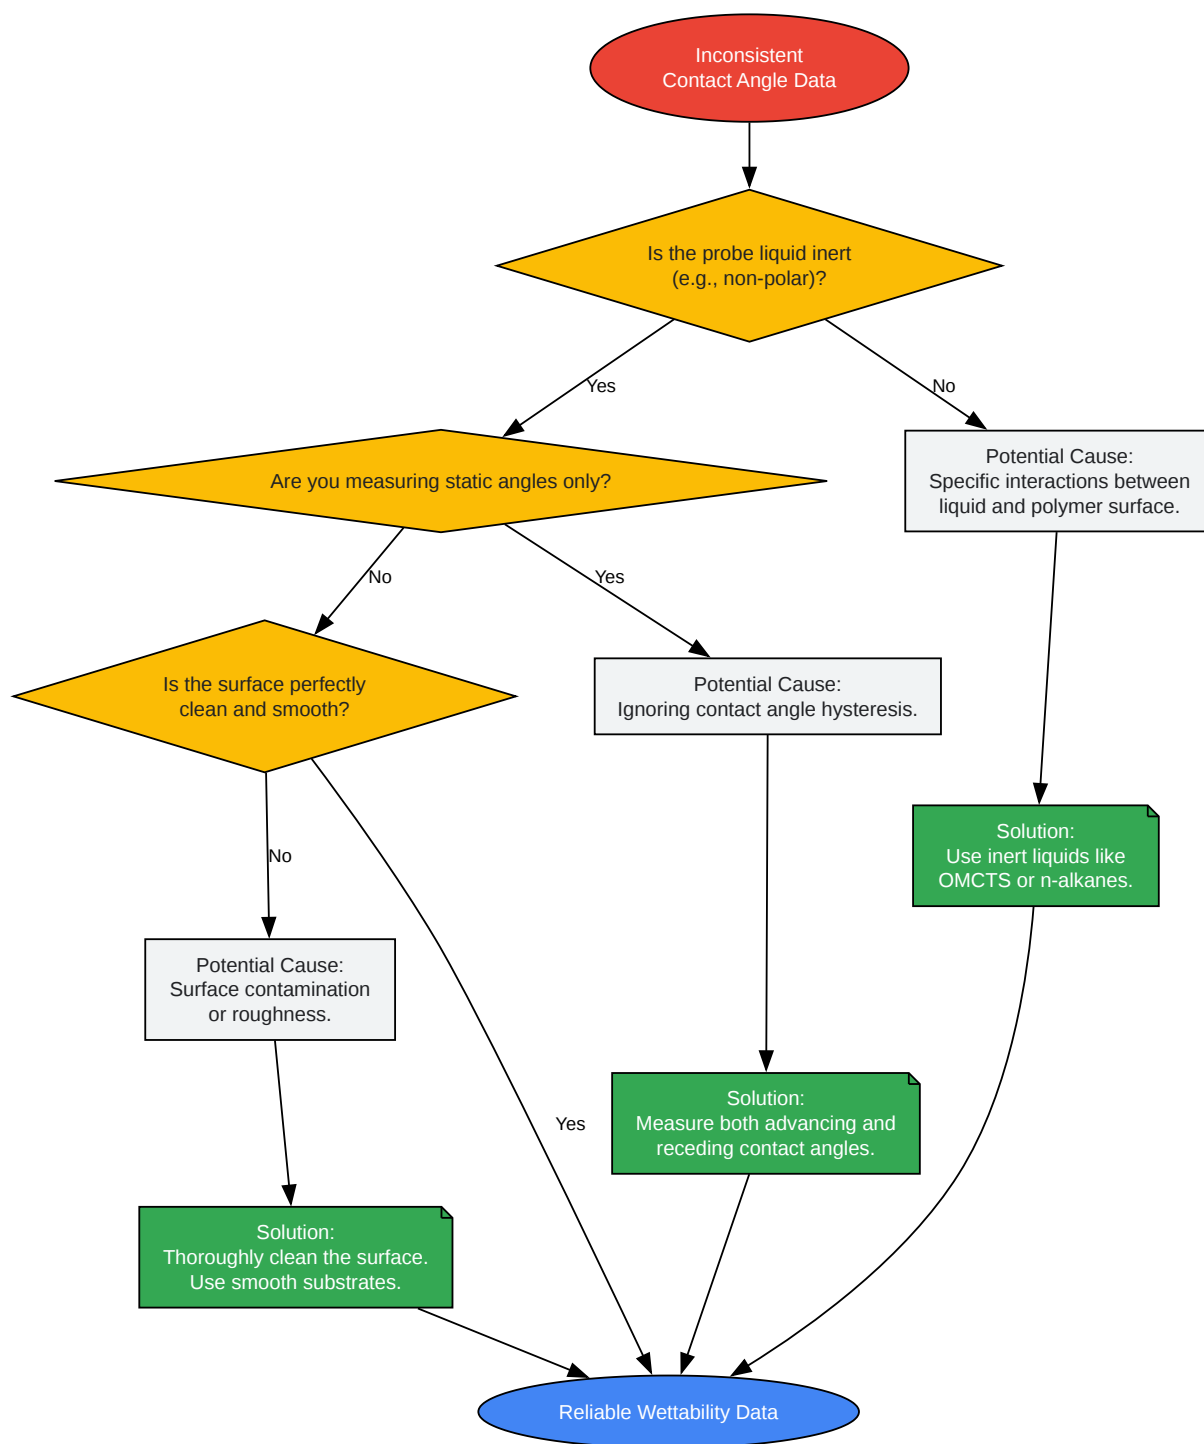 Inconsistent
Contact Angle Data
Is the probe liquid inert
(e.g., non-polar)?
Yes
No
Are you measuring static angles only?
Potential Cause:
Specific interactions between
liquid and polymer surface.
No
Yes
Is the surface perfectly
clean and smooth?
Potential Cause:
Ignoring contact angle hysteresis.
Solution:
Use inert liquids like
OMCTS or n-alkanes.
No
Potential Cause:
Surface contamination
or roughness.
Yes
Solution:
Measure both advancing and
receding contact angles.
Solution:
Thoroughly clean the surface.
Use smooth substrates.
Reliable Wettability Data